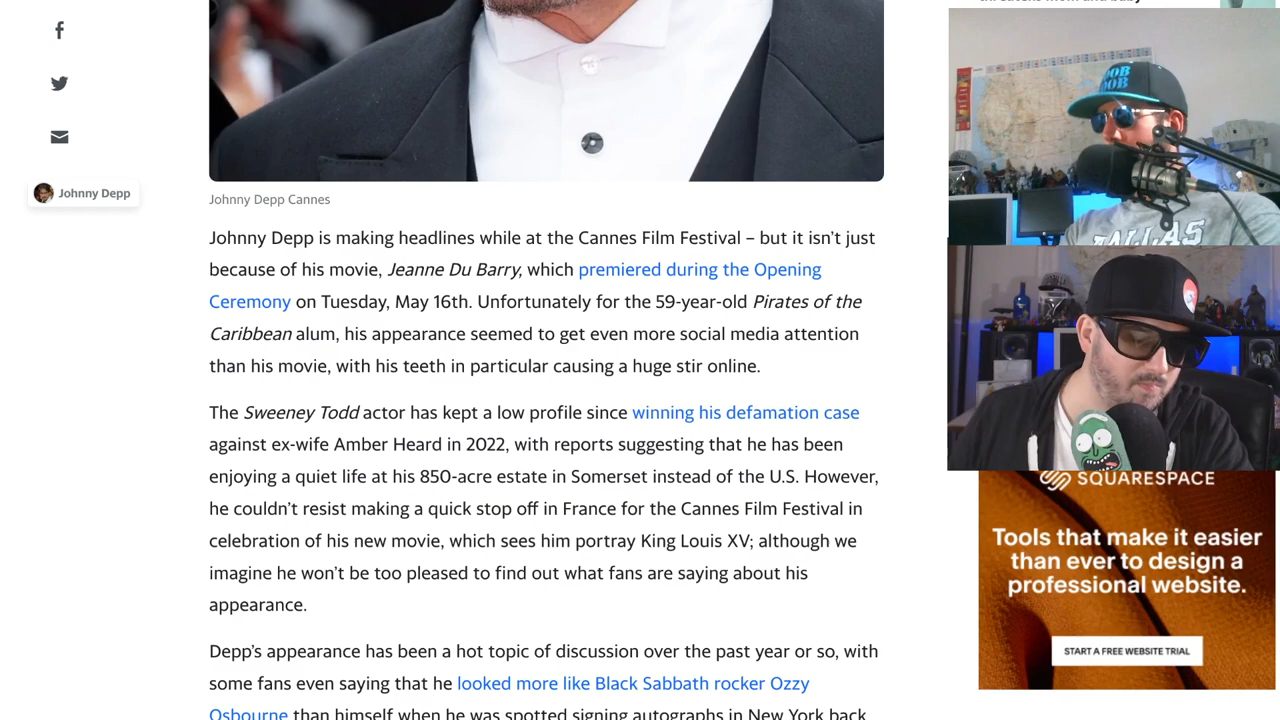 Johnny Depp
Johnny Depp Cannes
Johnny Depp is making headlines while at the Cannes Film Festival – but it isn’t just
because of his movie, Jeanne Du Barry, which premiered during the Opening
Ceremony on Tuesday, May 16th. Unfortunately for the 59-year-old Pirates of the
Caribbean alum, his appearance seemed to get even more social media attention
than his movie, with his teeth in particular causing a huge stir online.
The Sweeney Todd actor has kept a low profile since winning his defamation case
against ex-wife Amber Heard in 2022, with reports suggesting that he has been
enjoying a quiet life at his 850-acre estate in Somerset instead of the U.S. However,
he couldn’t resist making a quick stop off in France for the Cannes Film Festival in
celebration of his new movie, which sees him portray King Louis XV; although we
imagine he won’t be too pleased to find out what fans are saying about his
appearance.
Depp’s appearance has been a hot topic of discussion over the past year or so, with
some fans even saying that he looked more like Black Sabbath rocker Ozzy
Osbourne than himself when he was spotted signing autographs in New York back
DALLAS
SQUARESPACE
Tools that make it easier
than ever to design a
professional website.
START A FREE WEBSITE TRIAL